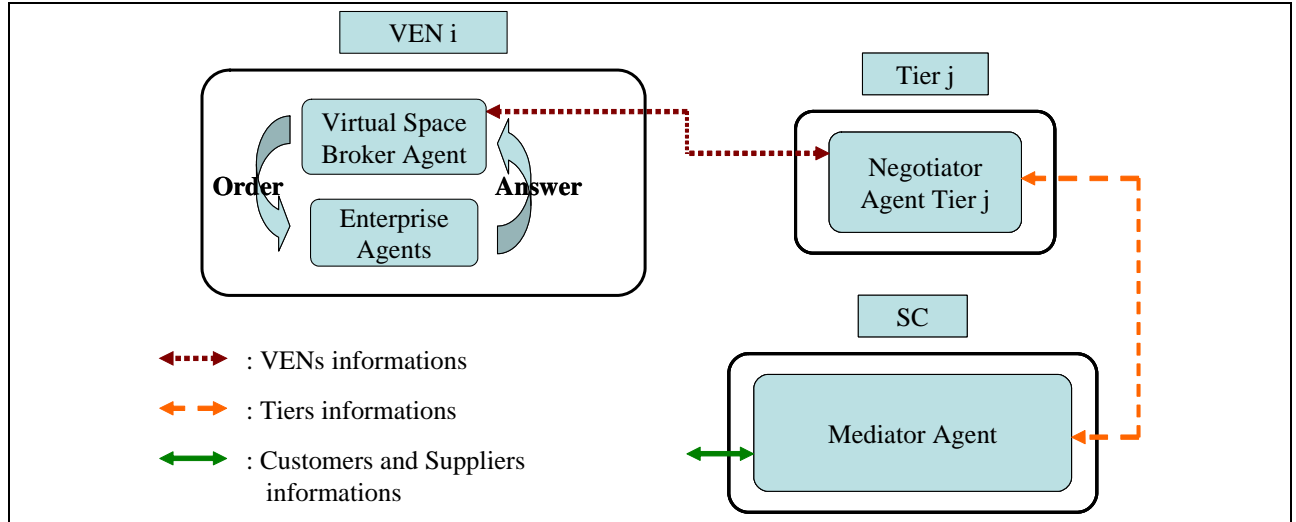 VEN i
Virtual Space
Broker Agent
Order
Answer
Enterprise
Agents
Tier j
Negotiator
Agent Tier j
SC
Mediator Agent
: VENs informations
: Tiers informations
: Customers and Suppliers
informations